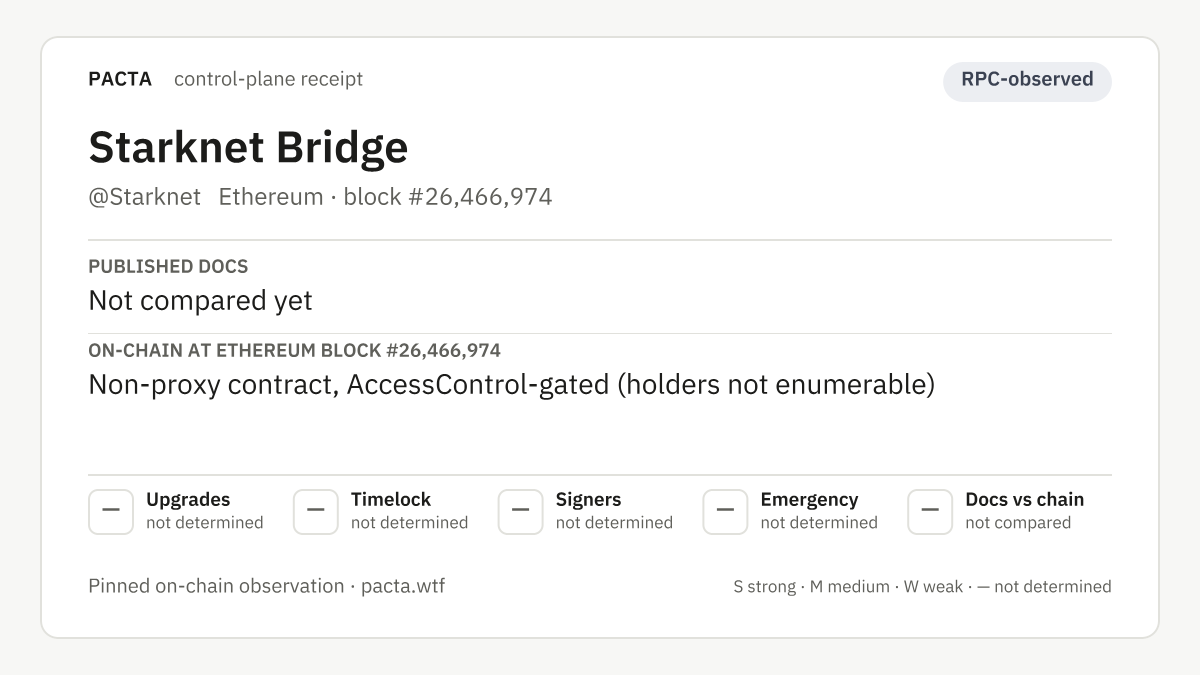 PACTA control-plane receipt RPC-observed
Starknet Bridge
@Starknet Ethereum · block #26,466,974
PUBLISHED DOCS
Not compared yet
ON-CHAIN AT ETHEREUM BLOCK #26,466,974
Non-proxy contract, AccessControl-gated (holders not enumerable)
— Upgrades — Timelock — Signers — Emergency — Docs vs chain
not determined not determined not determined not determined not compared
Pinned on-chain observation · pacta.wtf S strong · M medium · W weak · — not determined